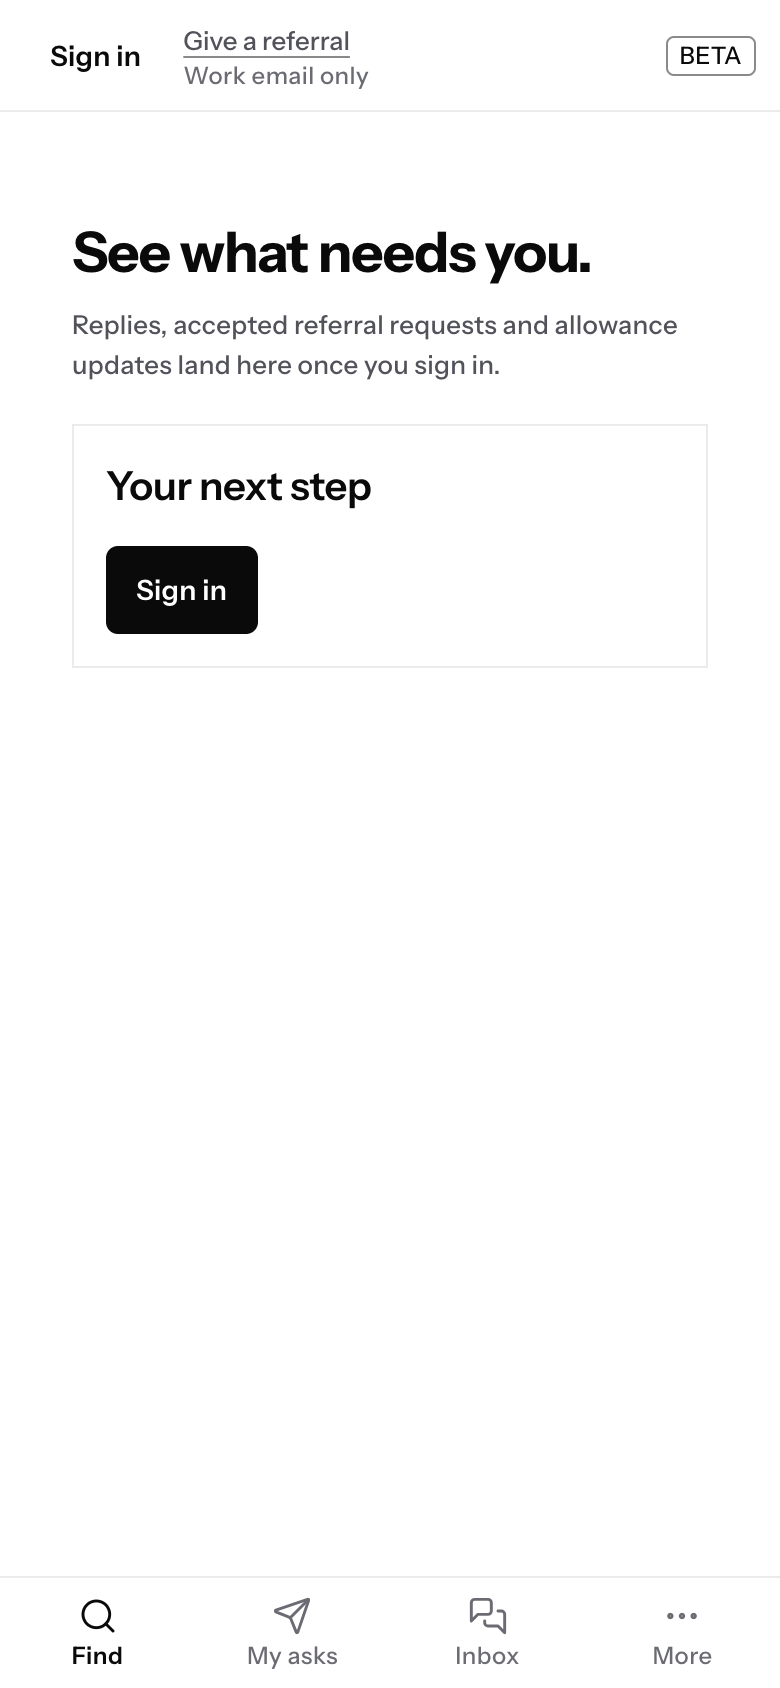 Sign in
Give a referral
Work email only
BETA
See what needs you.
Replies, accepted referral requests and allowance
updates land here once you sign in.
Your next step
Sign in
Find
My asks
Inbox
More